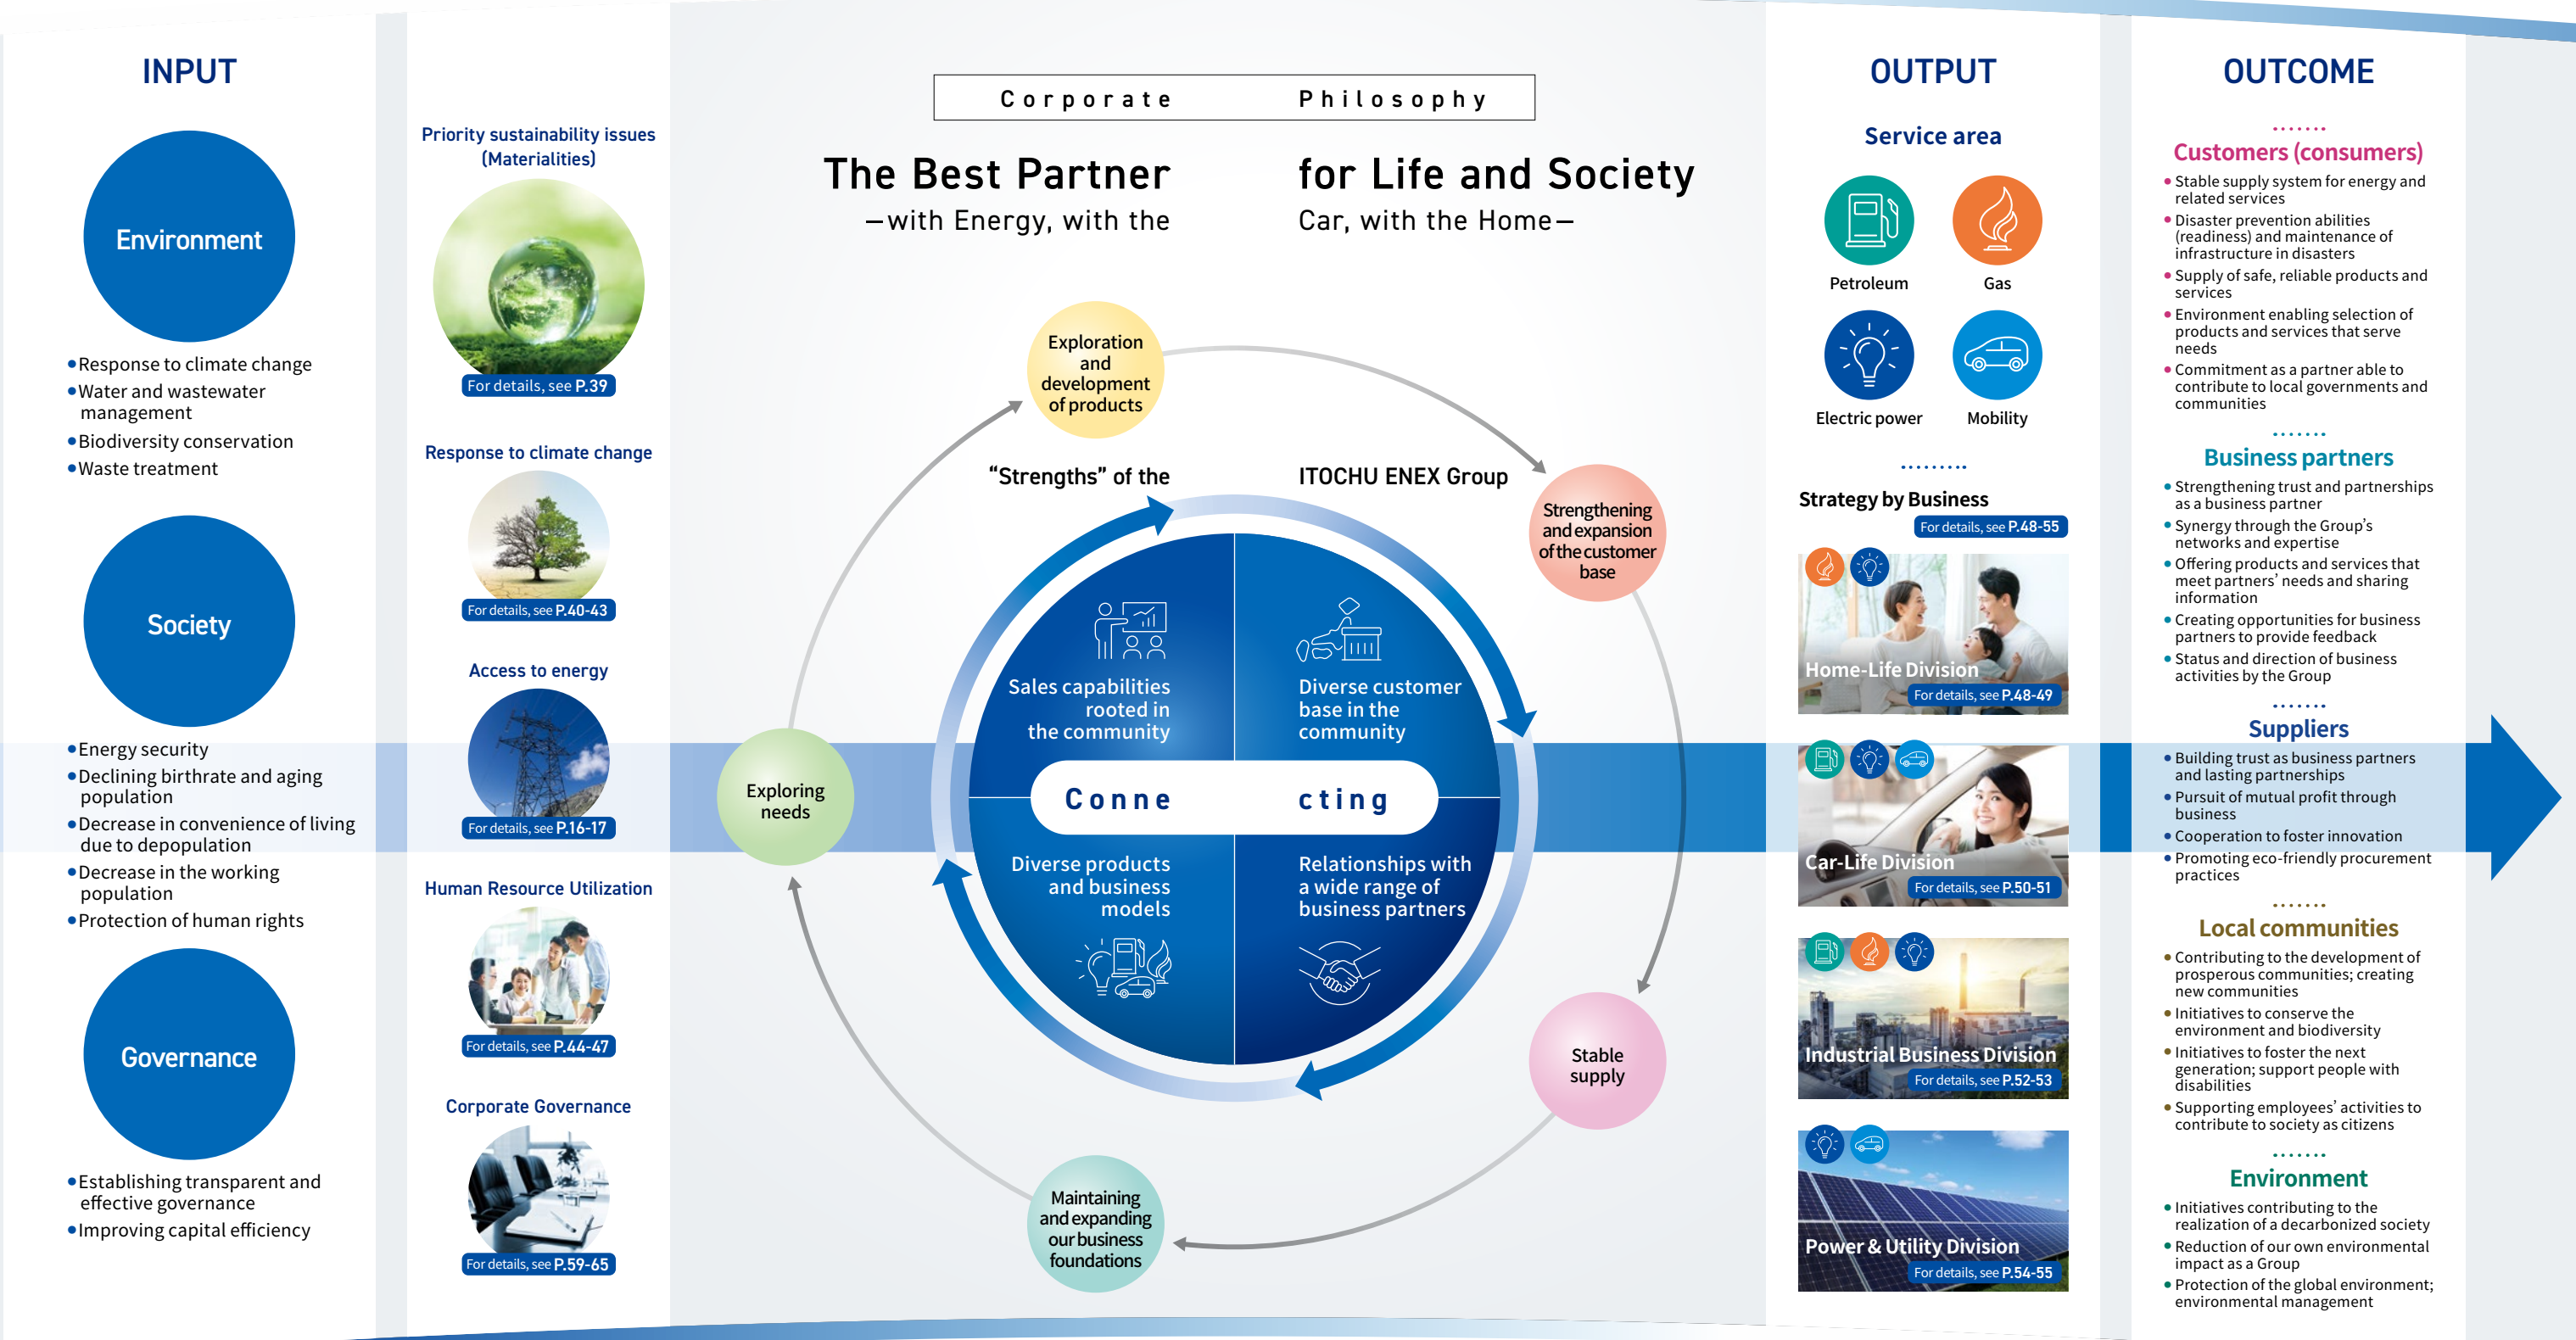 INPUT
Environment
●Response to climate change
●Water and wastewater
management
●Biodiversity conservation
●Waste treatment
Society
●Energy security
●Declining birthrate and aging
population
●Decrease in convenience of living
due to depopulation
●Decrease in the working
population
●Protection of human rights
Governance
●Establishing transparent and
effective governance
●Improving capital efficiency
Priority sustainability issues
(Materialities)
For details, see P.39
Response to climate change
For details, see P.40-43
Access to energy
For details, see P.16-17
Human Resource Utilization
For details, see P.44-47
Corporate Governance
For details, see P.59-65
Corporate Philosophy
The Best Partner for Life and Society
—with Energy, with the Car, with the Home—
Exploration
and
development
of products
Strengthening
and expansion
of the customer
base
Stable
supply
Maintaining
and expanding
our business
foundations
Exploring
needs
“Strengths” of the ITOCHU ENEX Group
Sales capabilities
rooted in
the community
Diverse customer
base in the
community
Conne cting
Diverse products
and business
models
Relationships with
a wide range of
business partners
OUTPUT
Service area
Petroleum
Gas
Electric power
Mobility
Strategy by Business
For details, see P.48-55
Home-Life Division
For details, see P.48-49
Car-Life Division
For details, see P.50-51
Industrial Business Division
For details, see P.52-53
Power & Utility Division
For details, see P.54-55
OUTCOME
Customers (consumers)
●Stable supply system for energy and
related services
●Disaster prevention abilities
(readiness) and maintenance of
infrastructure in disasters
●Supply of safe, reliable products and
services
●Environment enabling selection of
products and services that serve
needs
●Commitment as a partner able to
contribute to local governments and
communities
Business partners
●Strengthening trust and partnerships
as a business partner
●Synergy through the Group’s
networks and expertise
●Offering products and services that
meet partners’ needs and sharing
information
●Creating opportunities for business
partners to provide feedback
●Status and direction of business
activities by the Group
Suppliers
●Building trust as business partners
and lasting partnerships
●Pursuit of mutual profit through
business
●Cooperation to foster innovation
●Promoting eco-friendly procurement
practices
Local communities
●Contributing to the development of
prosperous communities; creating
new communities
●Initiatives to conserve the
environment and biodiversity
●Initiatives to foster the next
generation; support people with
disabilities
●Supporting employees’ activities to
contribute to society as citizens
Environment
●Initiatives contributing to the
realization of a decarbonized society
●Reduction of our own environmental
impact as a Group
●Protection of the global environment;
environmental management